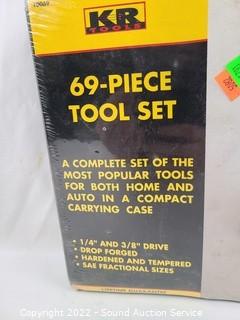 KR
TOOLS
69-PIECE
TOOL SET
A COMPLETE SET OF THE
MOST POPULAR TOOLS
FOR BOTH HOME AND
AUTO IN A COMPACT
CARRYING CASE
• 1/4" AND 3/8" DRIVE
• DROP FORGED
• HARDENED AND TEMPERED
• SAE FRACTIONAL SIZES
Copyright 2022 - Sound Auction Service